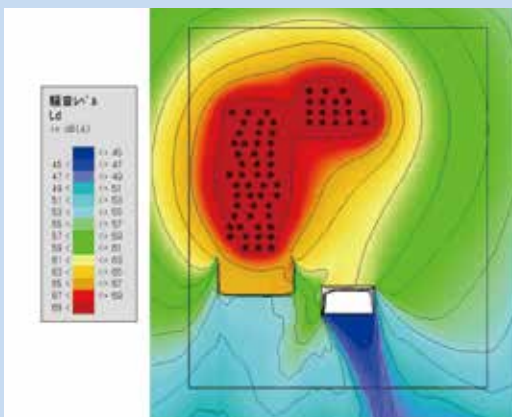 騒音レベル
Ld
in dB(A)
<= 45
45 < <= 47
47 < <= 49
49 < <= 51
51 < <= 53
53 < <= 55
55 < <= 57
57 < <= 59
59 < <= 61
61 < <= 63
63 < <= 65
65 < <= 67
67 < <= 69
69 <